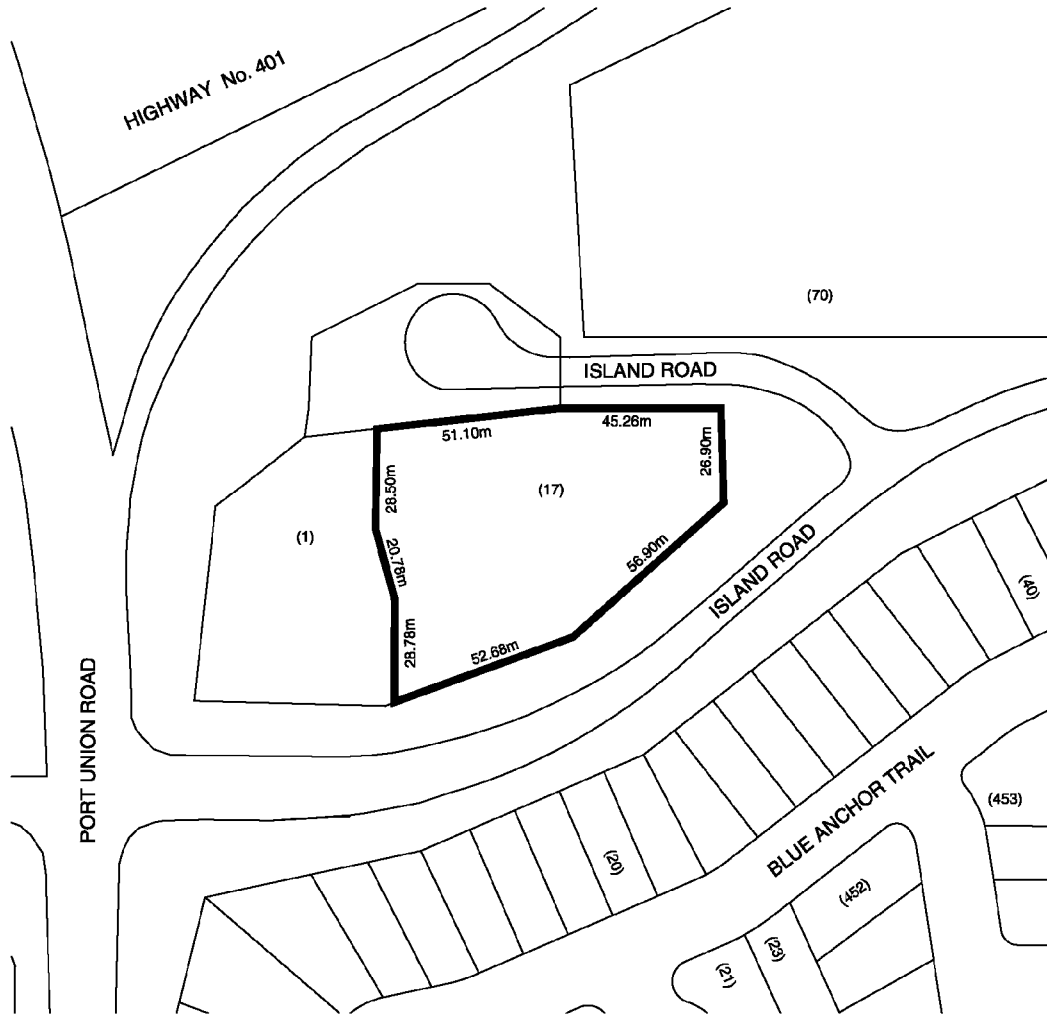 HIGHWAY No. 401
(70)
ISLAND ROAD
51.10m
45.26m
28.50m
26.90m
(17)
(1)
20.78m
56.90m
ISLAND ROAD
28.78m
52.68m
(40)
PORT UNION ROAD
BLUE ANCHOR TRAIL
(453)
(20)
(452)
(23)
(21)